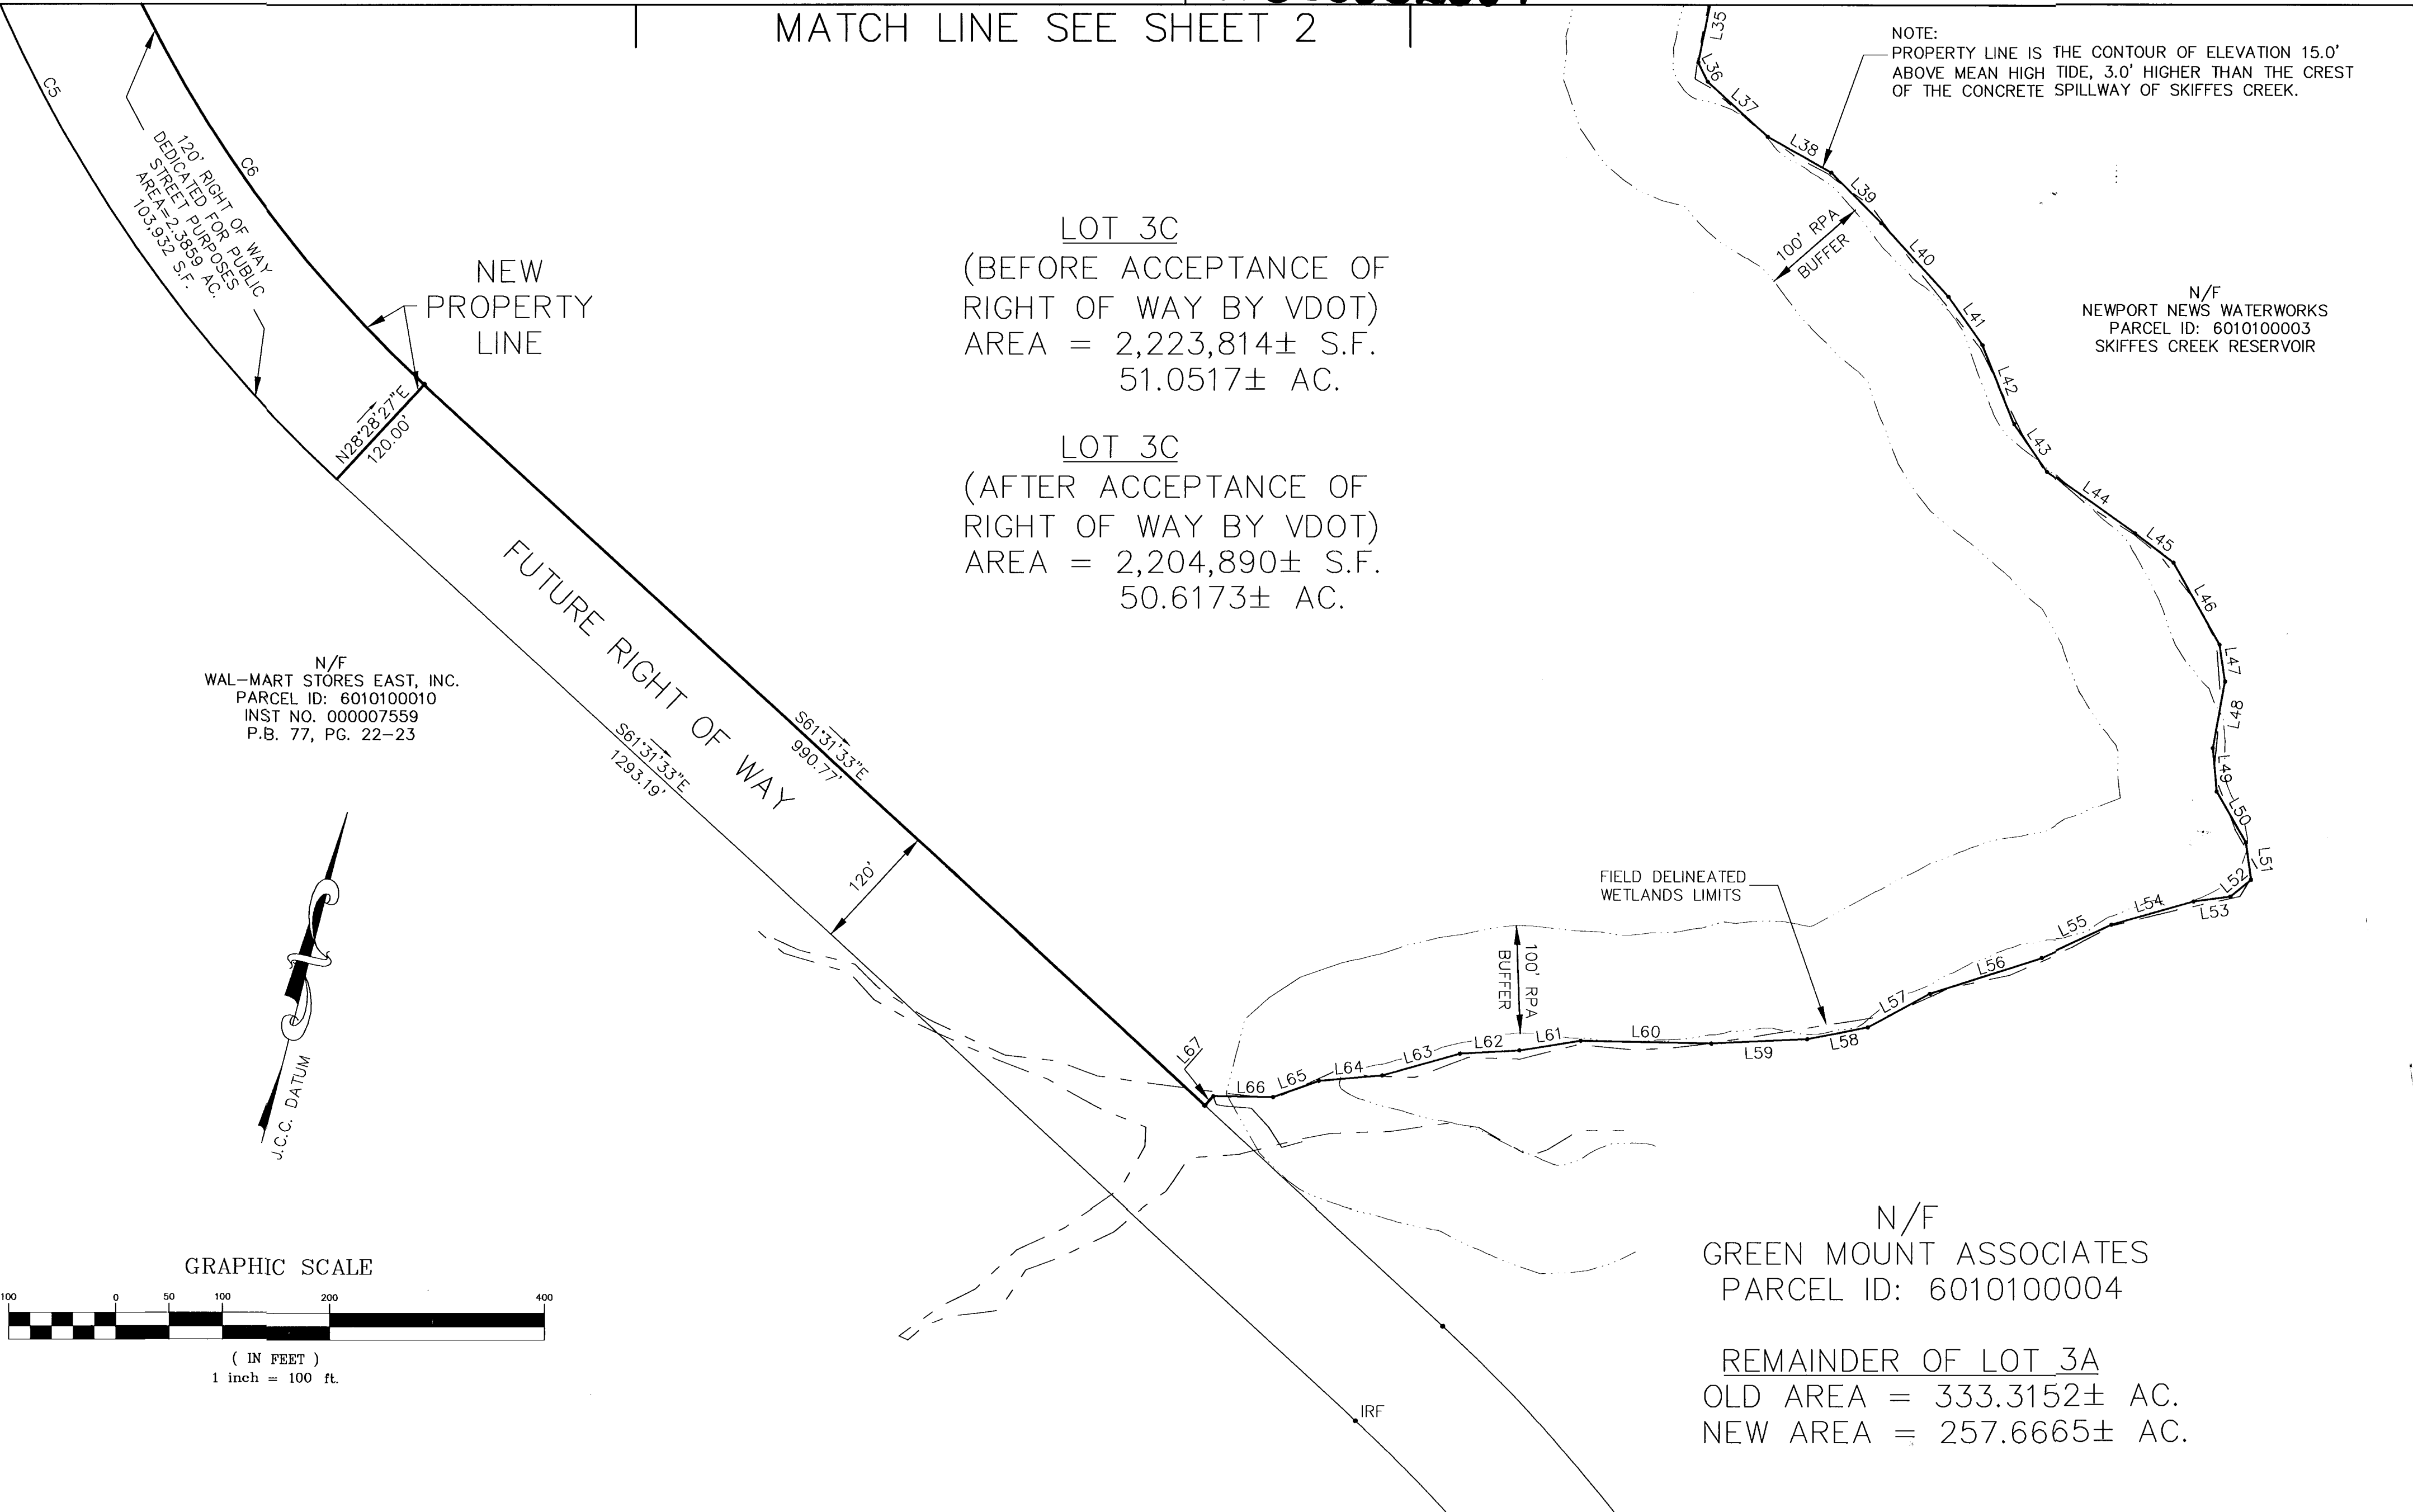 MATCH LINE SEE SHEET 2
NOTE:
PROPERTY LINE IS THE CONTOUR OF ELEVATION 15.0'
ABOVE MEAN HIGH TIDE, 3.0' HIGHER THAN THE CREST
OF THE CONCRETE SPILLWAY OF SKIFFES CREEK.
C5
C6
120' RIGHT OF WAY
DEDICATED FOR PUBLIC
STREET PURPOSES
AREA=2.3859 AC.
103,932 S.F.
NEW
PROPERTY
LINE
N28°28'27"E
120.00'
LOT 3C
(BEFORE ACCEPTANCE OF
RIGHT OF WAY BY VDOT)
AREA = 2,223,814± S.F.
51.0517± AC.
LOT 3C
(AFTER ACCEPTANCE OF
RIGHT OF WAY BY VDOT)
AREA = 2,204,890± S.F.
50.6173± AC.
L35
L36
L37
L38
L39
100' RPA
BUFFER
L40
L41
L42
L43
L44
L45
L46
L47
L48
L49
L50
L51
L52
L53
L54
L55
L56
L57
L58
L59
L60
L61
L62
L63
L64
L65
L66
L67
N/F
NEWPORT NEWS WATERWORKS
PARCEL ID: 6010100003
SKIFFES CREEK RESERVOIR
FUTURE RIGHT OF WAY
N/F
WAL-MART STORES EAST, INC.
PARCEL ID: 6010100010
INST NO. 000007559
P.B. 77, PG. 22-23
S61°31'33"E
990.77'
S61°31'33"E
1293.19'
120'
FIELD DELINEATED
WETLANDS LIMITS
100' RPA
BUFFER
J.C.C. DATUM
GRAPHIC SCALE
100 0 50 100 200 400
( IN FEET )
1 inch = 100 ft.
IRF
N/F
GREEN MOUNT ASSOCIATES
PARCEL ID: 6010100004
REMAINDER OF LOT 3A
OLD AREA = 333.3152± AC.
NEW AREA = 257.6665± AC.